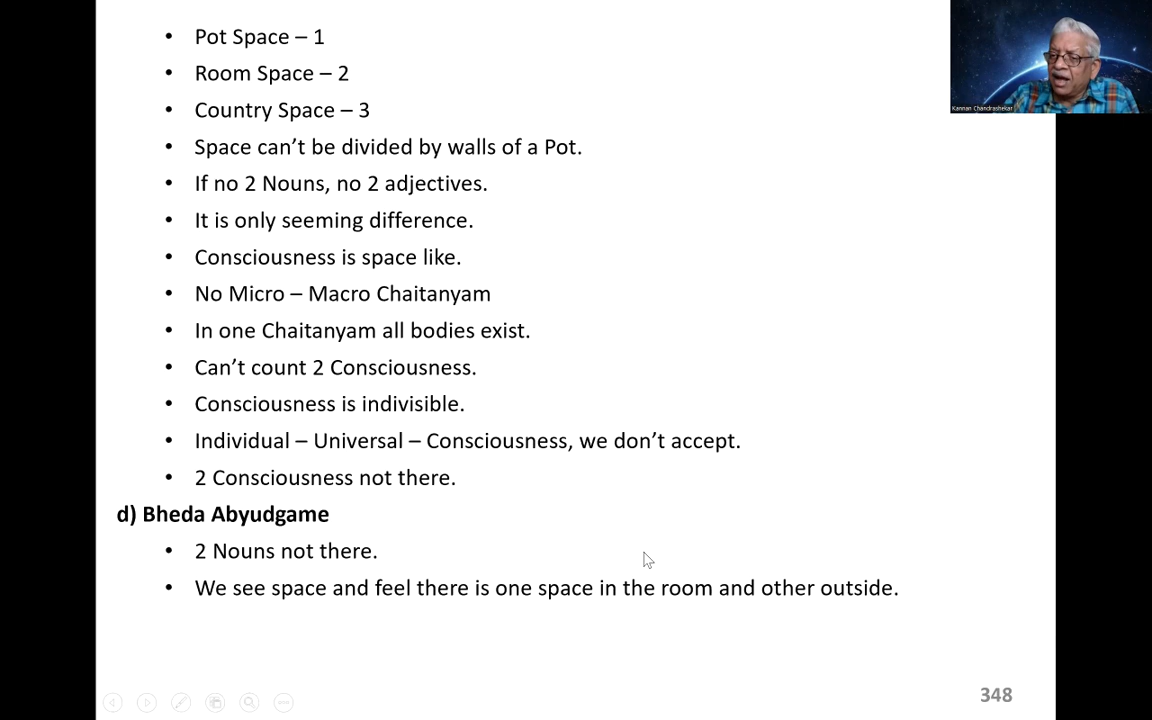 • Pot Space – 1
• Room Space – 2
• Country Space – 3
• Space can’t be divided by walls of a Pot.
• If no 2 Nouns, no 2 adjectives.
• It is only seeming difference.
• Consciousness is space like.
• No Micro – Macro Chaitanyam
• In one Chaitanyam all bodies exist.
• Can’t count 2 Consciousness.
• Consciousness is indivisible.
• Individual – Universal – Consciousness, we don’t accept.
• 2 Consciousness not there.
d) Bheda Abyudgame
• 2 Nouns not there.
• We see space and feel there is one space in the room and other outside.
348
Kannan Chandrashekar